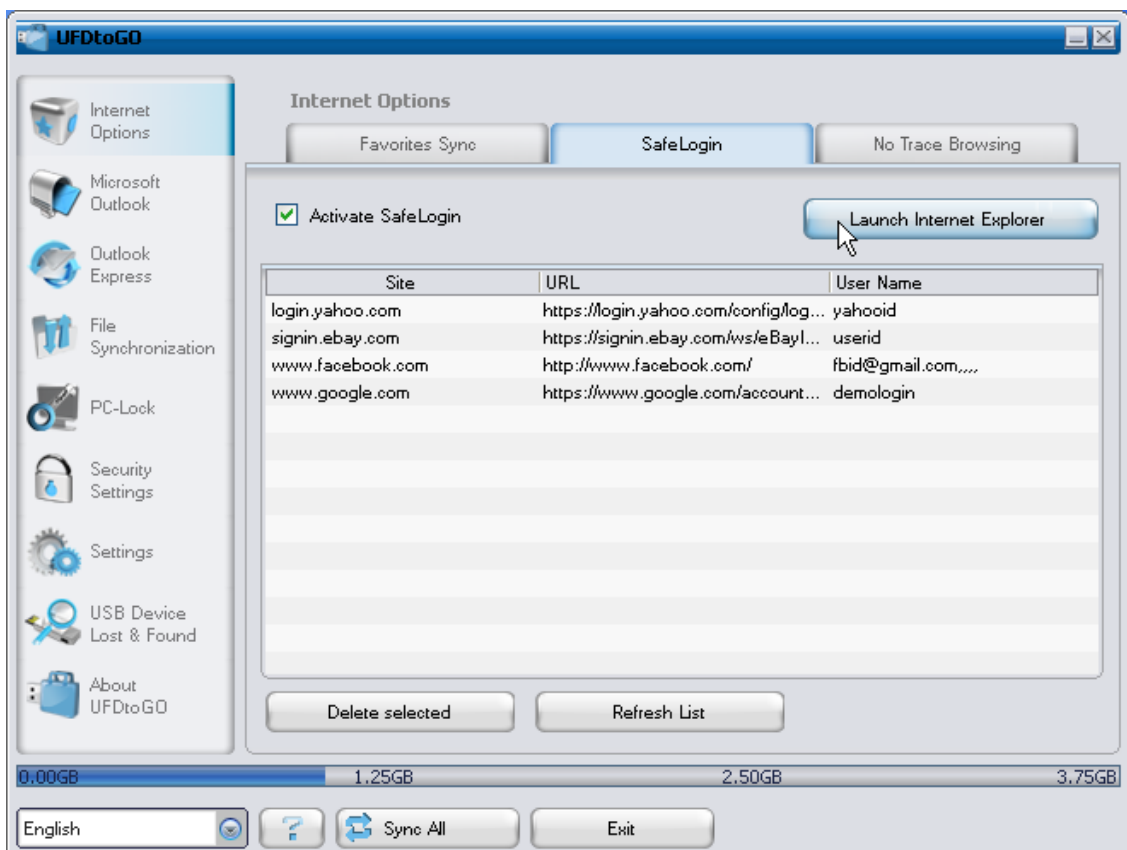 UFDtoGO
Internet
Options
Microsoft
Outlook
Outlook
Express
File
Synchronization
PC-Lock
Security
Settings
Settings
USB Device
Lost & Found
About
UFDtoGO
Internet Options
Favorites Sync
SafeLogin
No Trace Browsing
Activate SafeLogin
Launch Internet Explorer
Site URL User Name
login.yahoo.com https://login.yahoo.com/config/log... yahooid
signin.ebay.com https://signin.ebay.com/ws/eBayI... userid
www.facebook.com http://www.facebook.com/ fbid@gmail.com,,,,
www.google.com https://www.google.com/account... demologin
Delete selected
Refresh List
0.00GB 1.25GB 2.50GB 3.75GB
English
?
Sync All
Exit